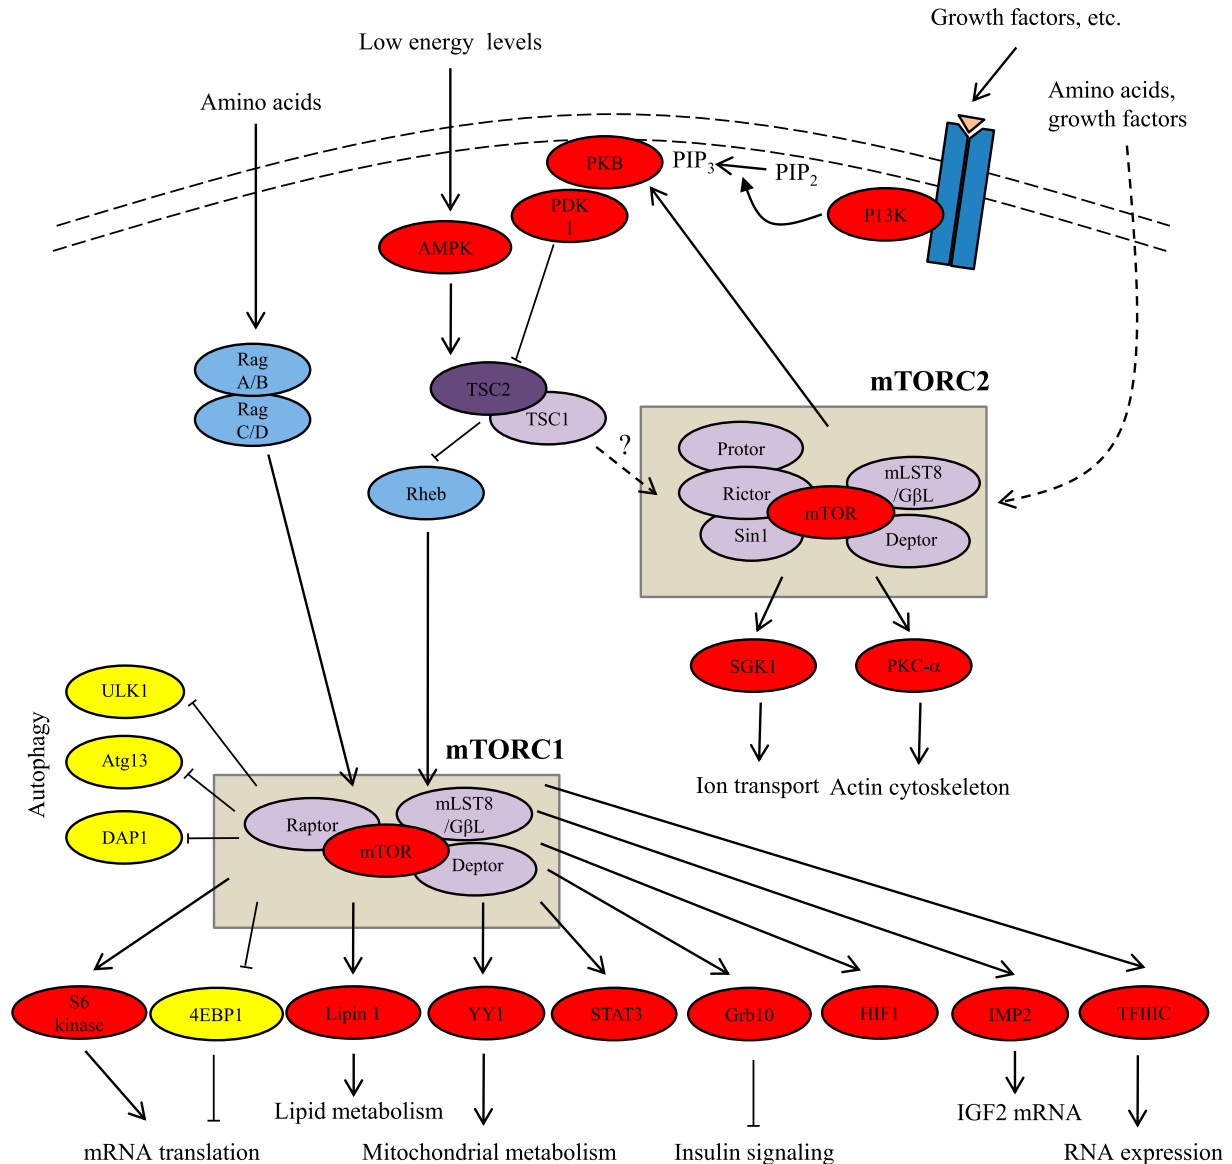 Growth factors, etc.
Low energy levels
Amino acids
Amino acids,
growth factors
PKB
PIP3
PIP2
PDK
1
P13K
AMPK
Rag
A/B
Rag
C/D
TSC2
TSC1
?
Rheb
mTORC2
Protor
Rictor
Sin1
mTOR
mLST8
/GβL
Deptor
SGK1
PKC-α
Ion transport
Actin cytoskeleton
Autophagy
ULK1
Atg13
DAP1
mTORC1
Raptor
mTOR
mLST8
/GβL
Deptor
S6
kinase
4EBP1
Lipin 1
YY1
STAT3
Grb10
HIF1
IMP2
TFIIIC
mRNA translation
Lipid metabolism
Mitochondrial metabolism
Insulin signaling
IGF2 mRNA
RNA expression